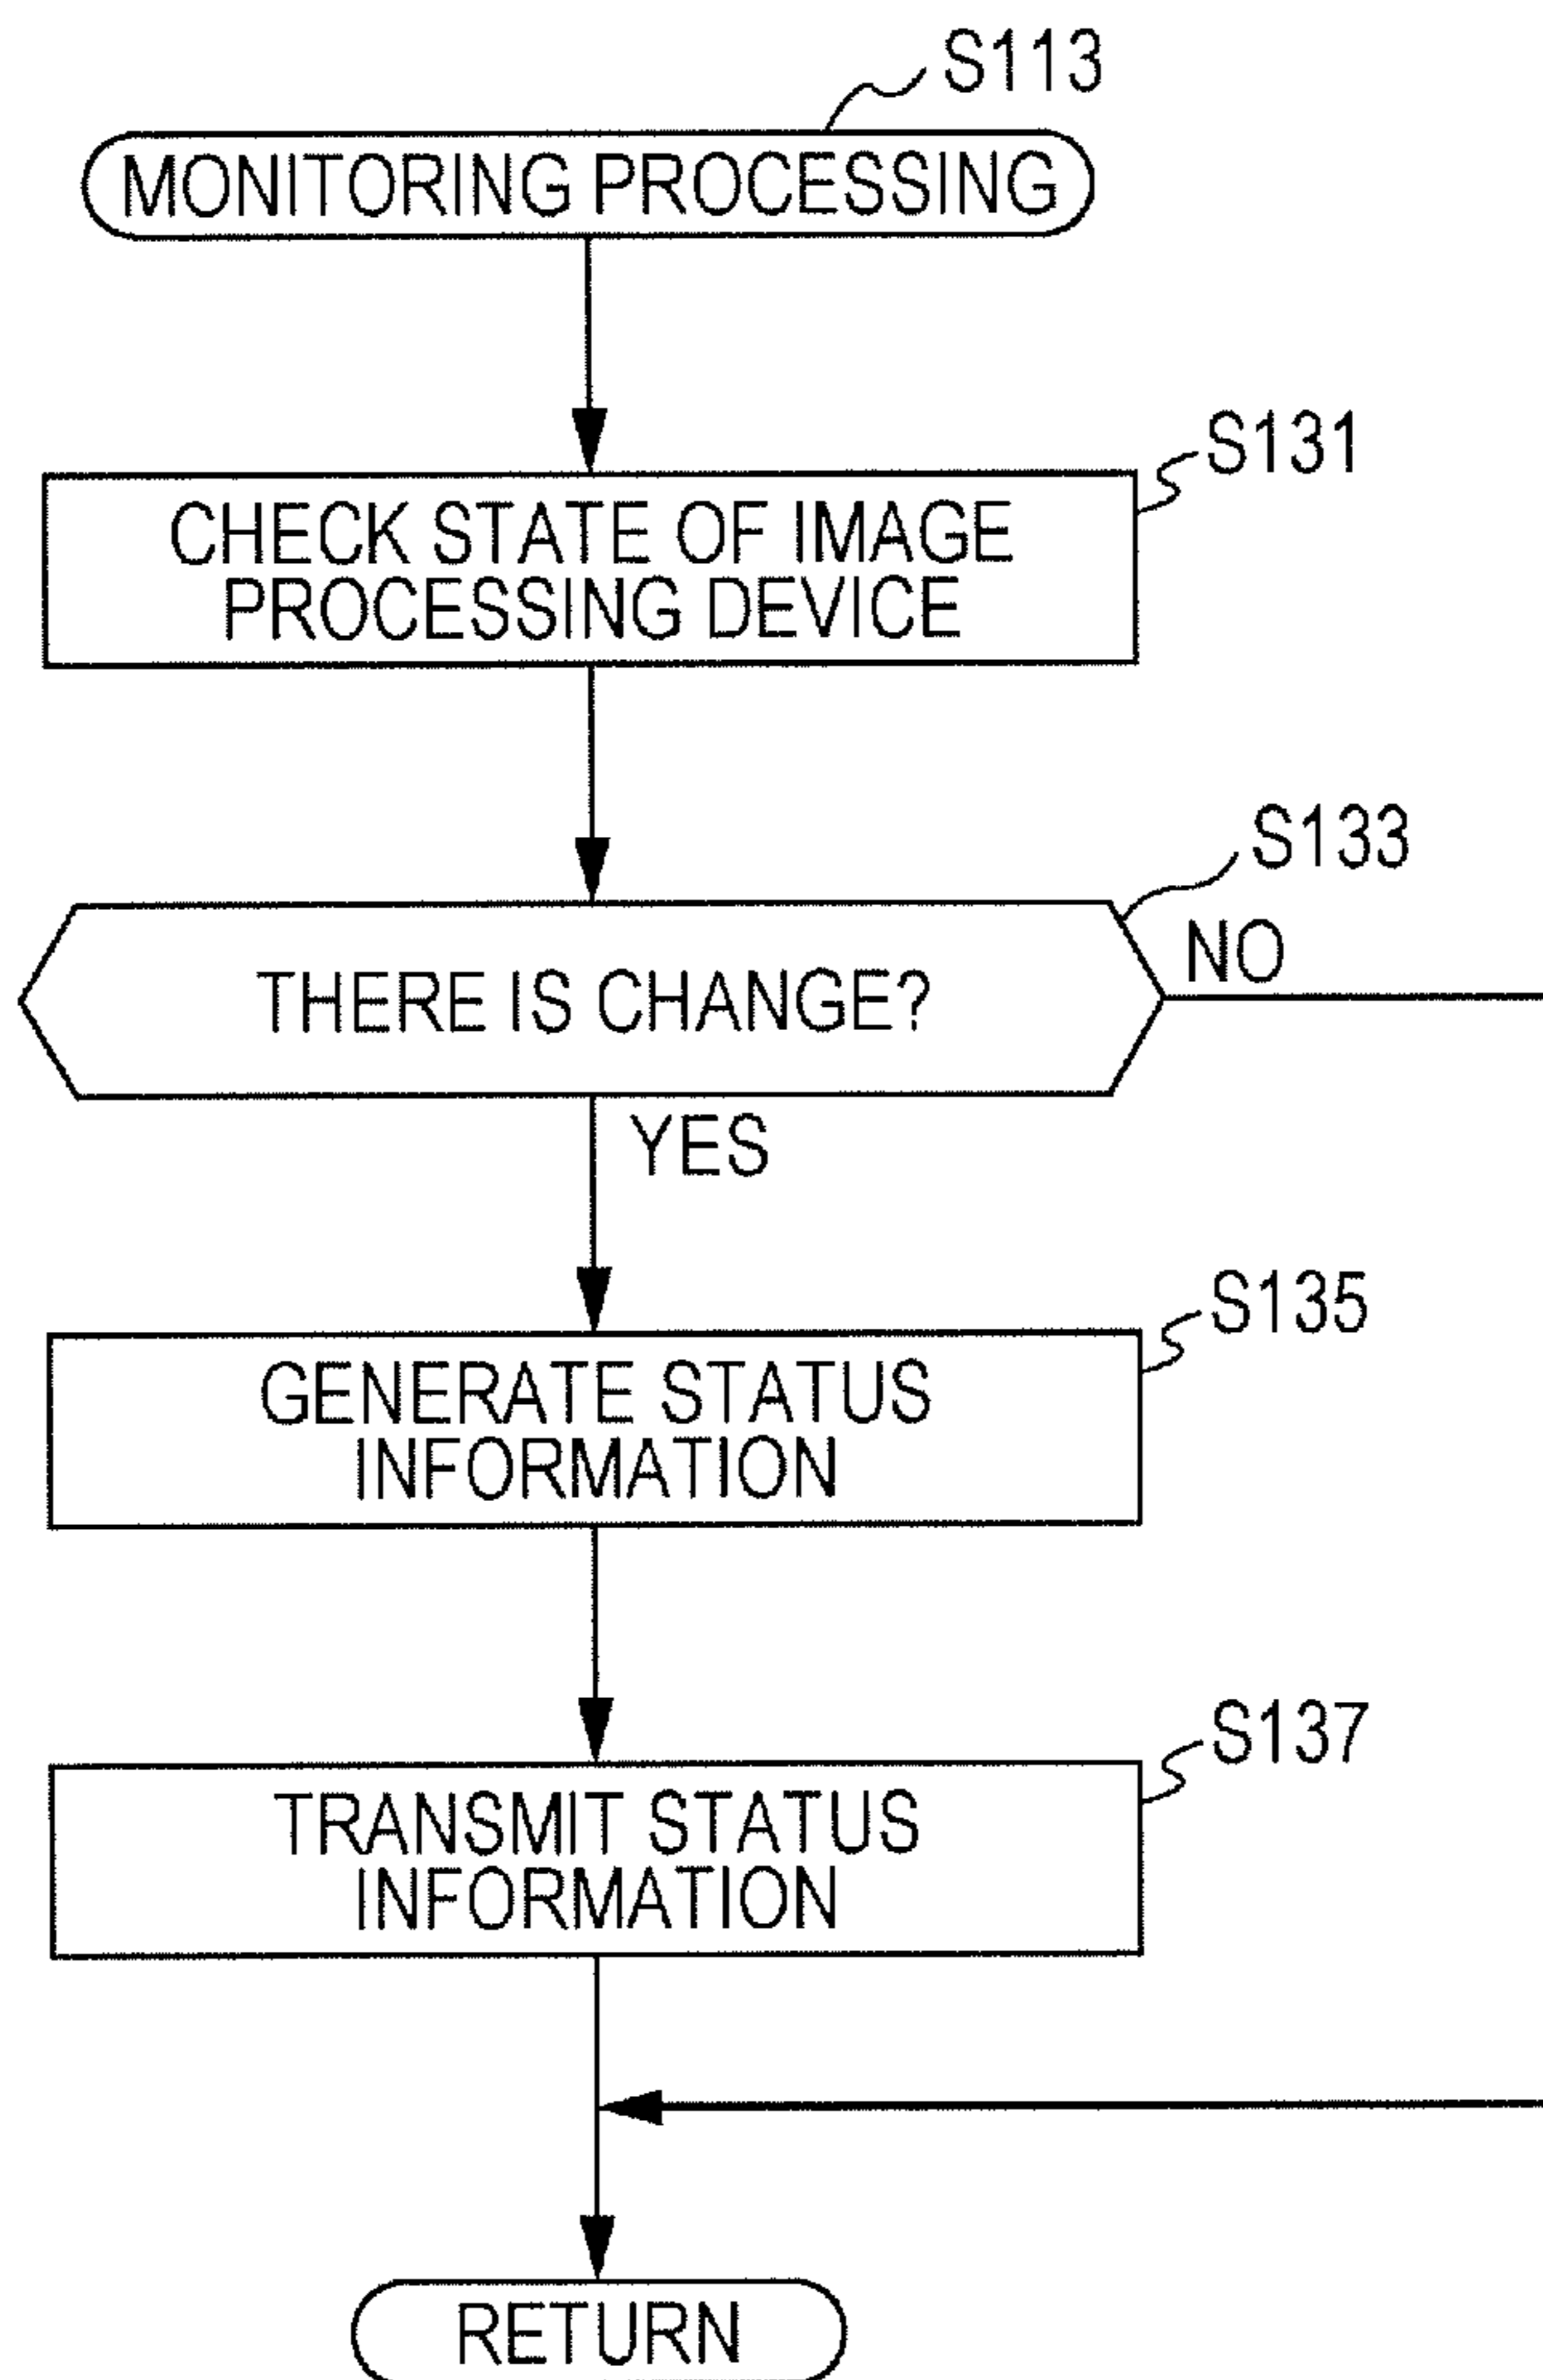 S113
MONITORING PROCESSING
S131
CHECK STATE OF IMAGE
PROCESSING DEVICE
S133
NO
THERE IS CHANGE?
YES
S135
GENERATE STATUS
INFORMATION
S137
TRANSMIT STATUS
INFORMATION
RETURN